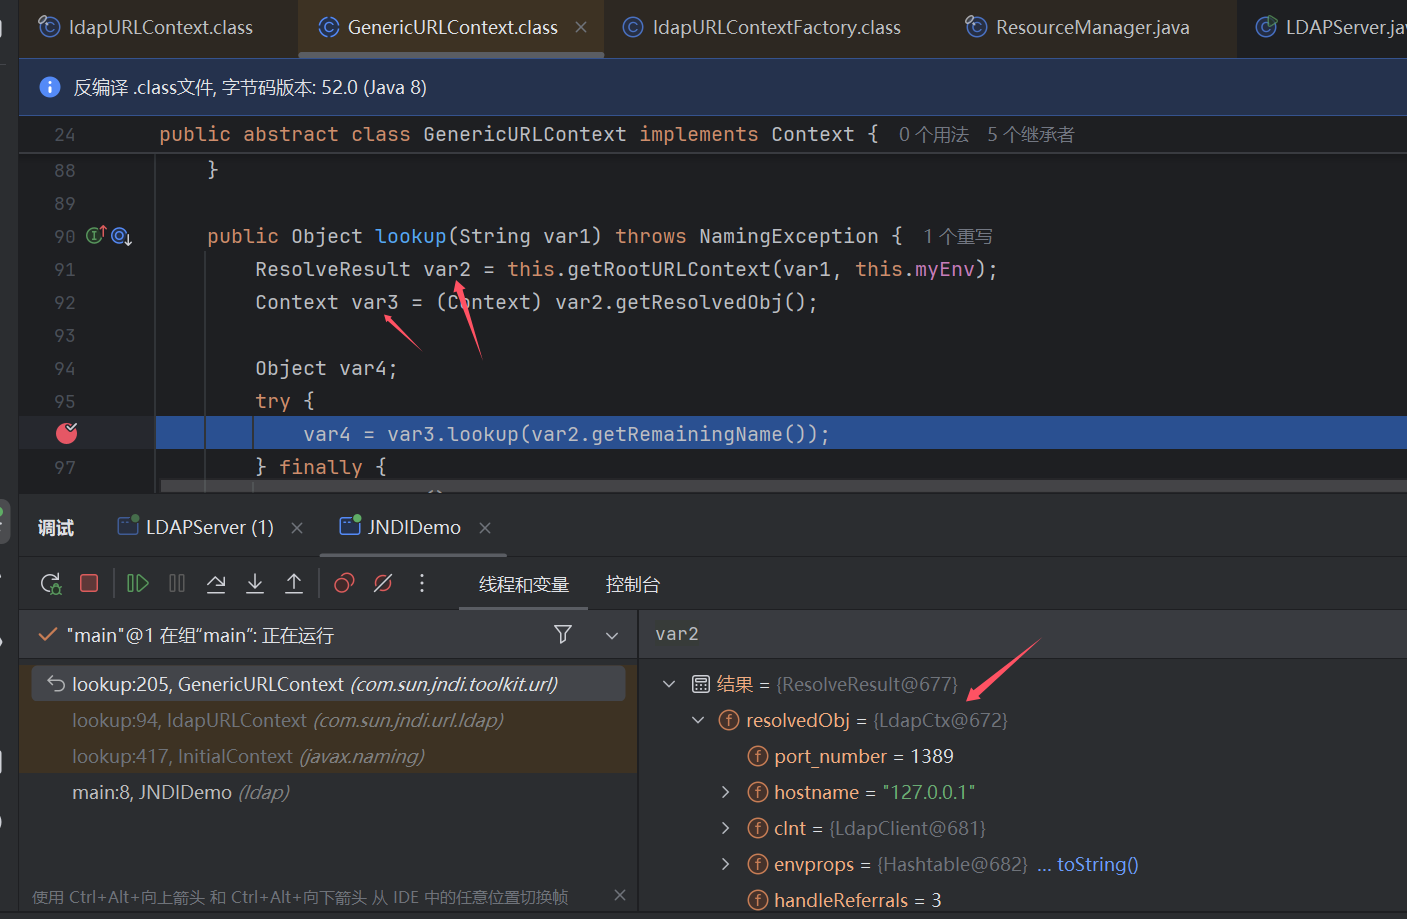 ldapURLContext.class
GenericURLContext.class
ldapURLContextFactory.class
ResourceManager.java
LDAPServer.jav
反编译 .class文件, 字节码版本: 52.0 (Java 8)
24 public abstract class GenericURLContext implements Context { 0 个用法 5 个继承者
88 }
89
90 public Object lookup(String var1) throws NamingException { 1 个重写
91 ResolveResult var2 = this.getRootURLContext(var1, this.myEnv);
92 Context var3 = (Context) var2.getResolvedObj();
93
94 Object var4;
95 try {
var4 = var3.lookup(var2.getRemainingName());
97 } finally {
调试 LDAPServer (1) JNDIDemo
线程和变量 控制台
"main"@1 在组“main”: 正在运行
lookup:205, GenericURLContext (com.sun.jndi.toolkit.url)
lookup:94, ldapURLContext (com.sun.jndi.url.ldap)
lookup:417, InitialContext (javax.naming)
main:8, JNDIDemo (ldap)
使用 Ctrl+Alt+向上箭头 和 Ctrl+Alt+向下箭头 从 IDE 中的任意位置切换帧
var2
结果 = {ResolveResult@677}
resolvedObj = {LdapCtx@672}
port_number = 1389
hostname = "127.0.0.1"
clnt = {LdapClient@681}
envprops = {Hashtable@682} ... toString()
handleReferrals = 3